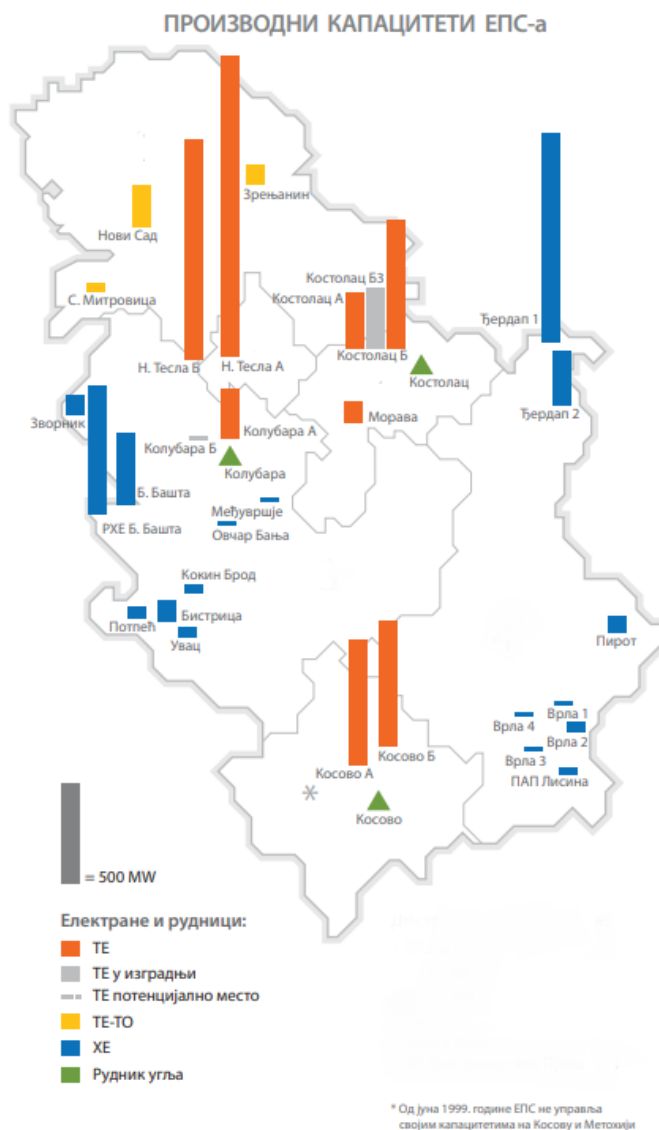 ПРОИЗВОДНИ КАПАЦИТЕТИ ЕПС-а
Зрењанин
Нови Сад
Костолац Б3
С. Митровица
Костолац А
Ђердап 1
Костолац Б
Н. Тесла Б
Н. Тесла А
Костолац
Ђердап 2
Зворник
Морава
Колубара А
Колубара Б
Колубара
Б. Башта
Међувршје
РХЕ Б. Башта
Овчар Бања
Кокин Брод
Бистрица
Потпећ
Увац
Пирот
Врла 1
Врла 4
Врла 2
Косово Б
Врла 3
Косово А
ПАП Лисина
*
Косово
= 500 MW
Електране и рудници:
ТЕ
ТЕ у изградњи
ТЕ потенцијално место
ТЕ-ТО
ХЕ
Рудник угља
* Од јуна 1999. године ЕПС не управља
својим капацитетима на Косову и Метохији